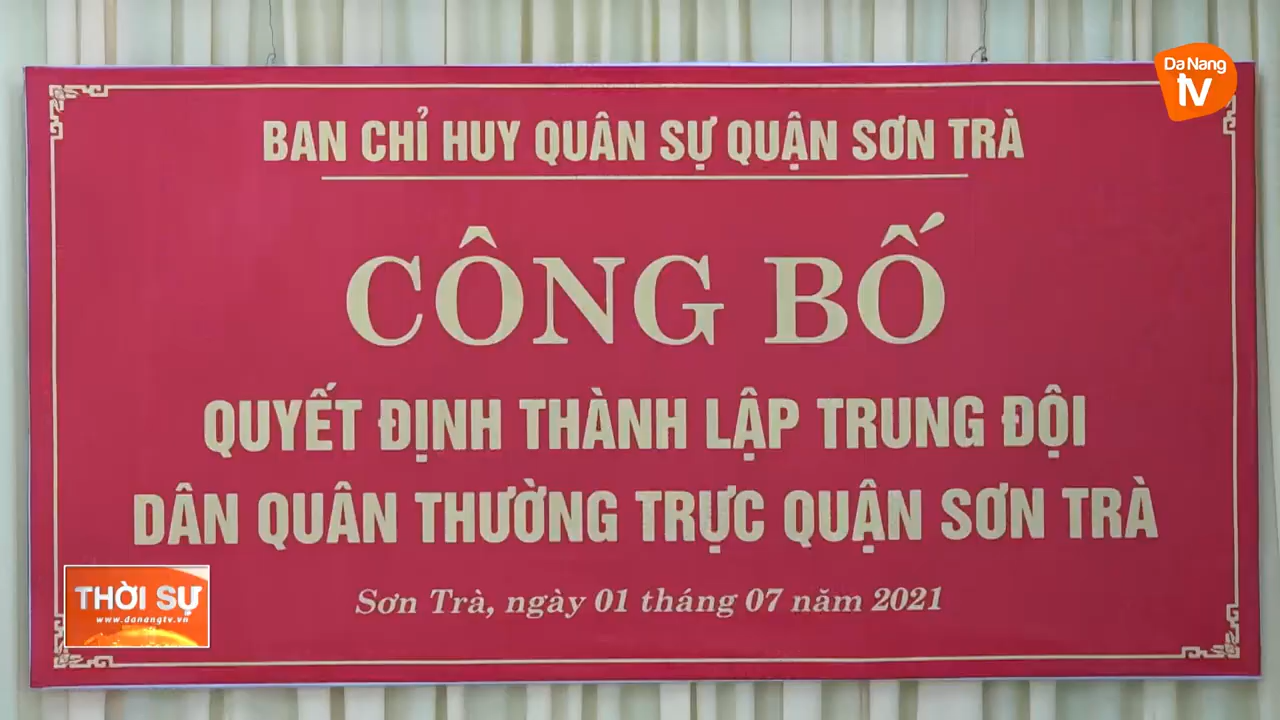 Da Nang
tv
BAN CHỈ HUY QUÂN SỰ QUẬN SƠN TRÀ
CÔNG BỐ
QUYẾT ĐỊNH THÀNH LẬP TRUNG ĐỘI
DÂN QUÂN THƯỜNG TRỰC QUẬN SƠN TRÀ
Sơn Trà, ngày 01 tháng 07 năm 2021
THỜI SỰ
www.danangtv.vn